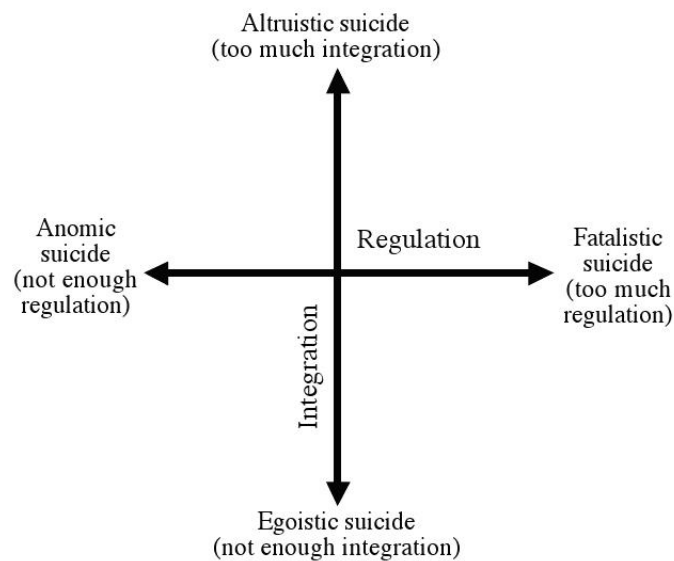 Altruistic suicide
(too much integration)
Anomic
suicide
(not enough
regulation)
Regulation
Fatalistic
suicide
(too much
regulation)
Integration
Egoistic suicide
(not enough integration)